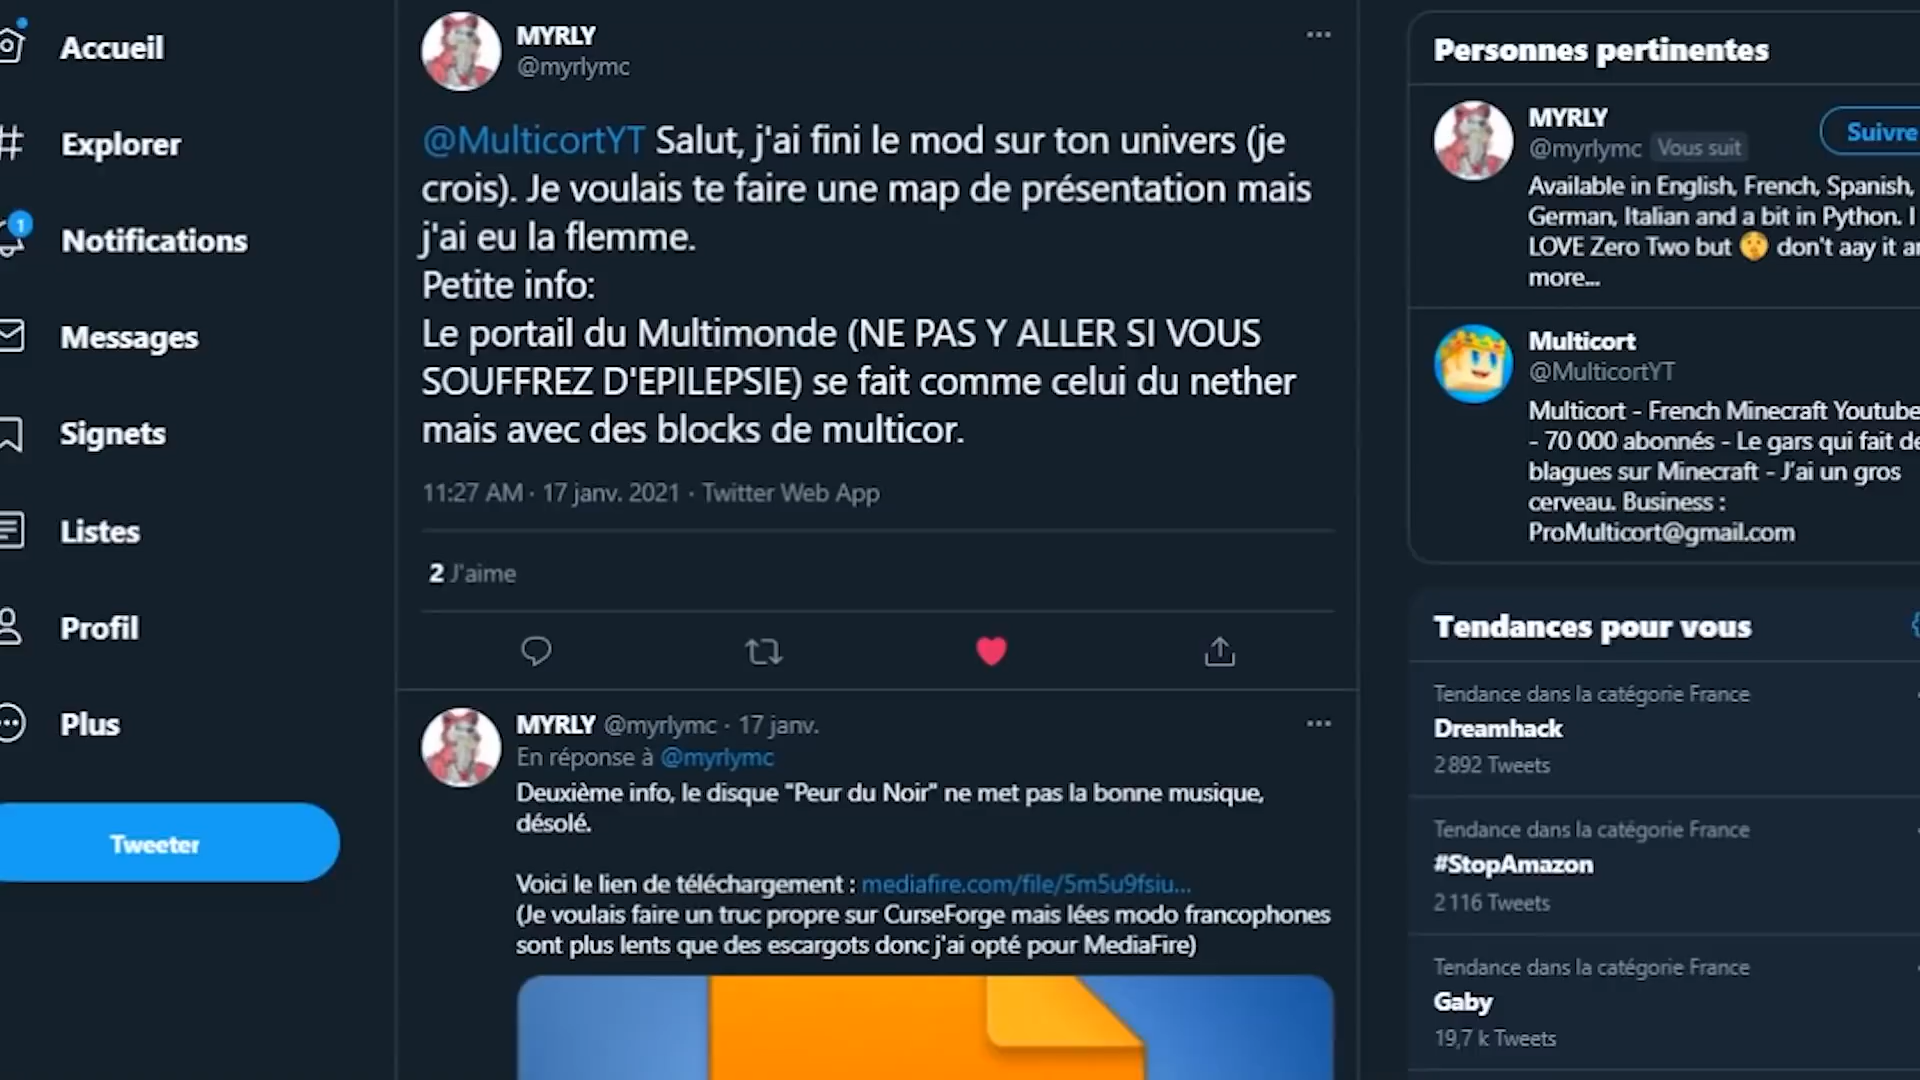 Accueil
Explorer
1
Notifications
Messages
Signets
Listes
Profil
Plus
Tweeter
MYRLY
@myrlymc
@MulticortYT Salut, j'ai fini le mod sur ton univers (je
crois). Je voulais te faire une map de présentation mais
j'ai eu la flemme.
Petite info:
Le portail du Multimonde (NE PAS Y ALLER SI VOUS
SOUFFREZ D'EPILEPSIE) se fait comme celui du nether
mais avec des blocks de multicor.
11:27 AM · 17 janv. 2021 · Twitter Web App
2 J'aime
MYRLY @myrlymc · 17 janv.
En réponse à @myrlymc
Deuxième info, le disque "Peur du Noir" ne met pas la bonne musique,
désolé.
Voici le lien de téléchargement : mediafire.com/file/5m5u9fsiu...
(Je voulais faire un truc propre sur CurseForge mais lées modo francophones
sont plus lents que des escargots donc j'ai opté pour MediaFire)
Personnes pertinentes
MYRLY
@myrlymc Vous suit
Suivre
Available in English, French, Spanish,
German, Italian and a bit in Python. I
LOVE Zero Two but 🤫 don't aay it
more...
Multicort
@MulticortYT
Multicort - French Minecraft Youtube
- 70 000 abonnés - Le gars qui fait
blagues sur Minecraft - J'ai un gros
cerveau. Business :
ProMulticort@gmail.com
Tendances pour vous
Tendance dans la catégorie France
Dreamhack
2 892 Tweets
Tendance dans la catégorie France
#StopAmazon
2 116 Tweets
Tendance dans la catégorie France
Gaby
19,7 k Tweets